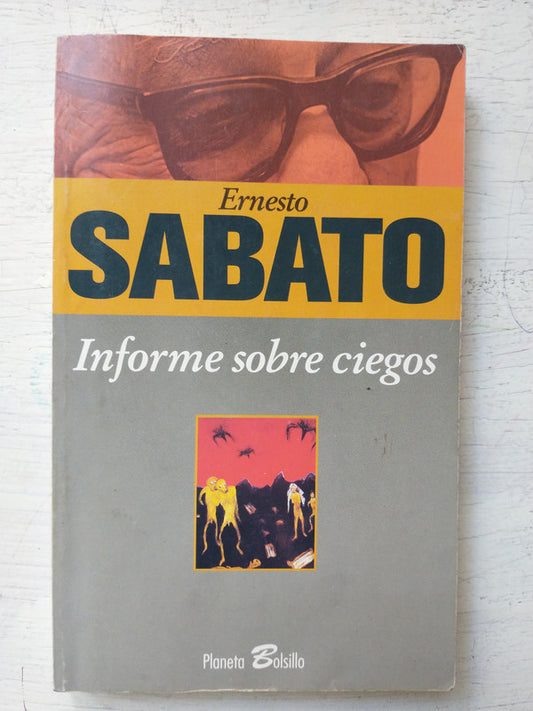 Ernesto
SABATO
Informe sobre ciegos
Planeta Bolsillo